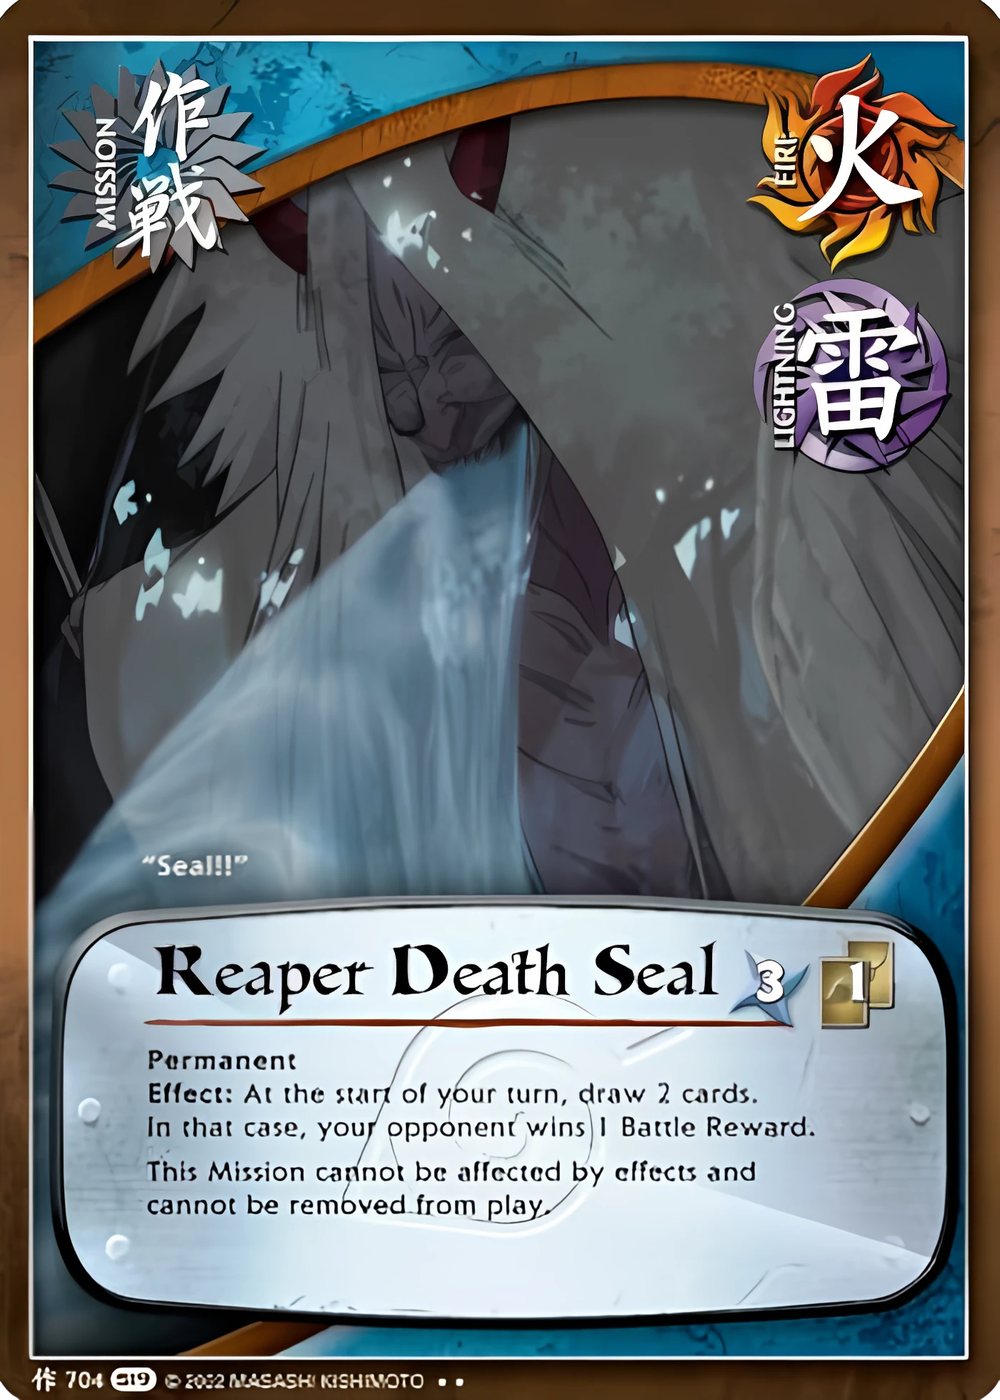 作戦
MISSION
火
FIRE
雷
LIGHTNING
"Seal!!"
Reaper Death Seal 3 1
Permanent
Effect: At the start of your turn, draw 2 cards.
In that case, your opponent wins 1 Battle Reward.
This Mission cannot be affected by effects and
cannot be removed from play.
作 704 © 2002 MASASHI KISHIMOTO